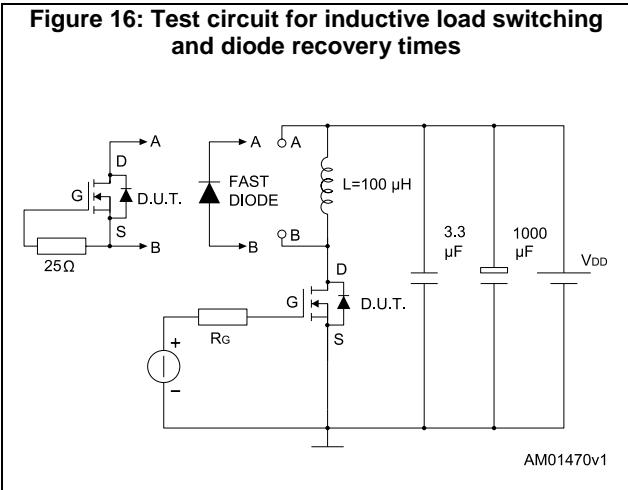 Figure 16: Test circuit for inductive load switching
and diode recovery times
A
D
G
D.U.T.
S
B
25Ω
A
FAST
DIODE
B
A
L=100 µH
B
D
G
D.U.T.
S
RG
+
–
3.3
µF
1000
µF
VDD
AM01470v1